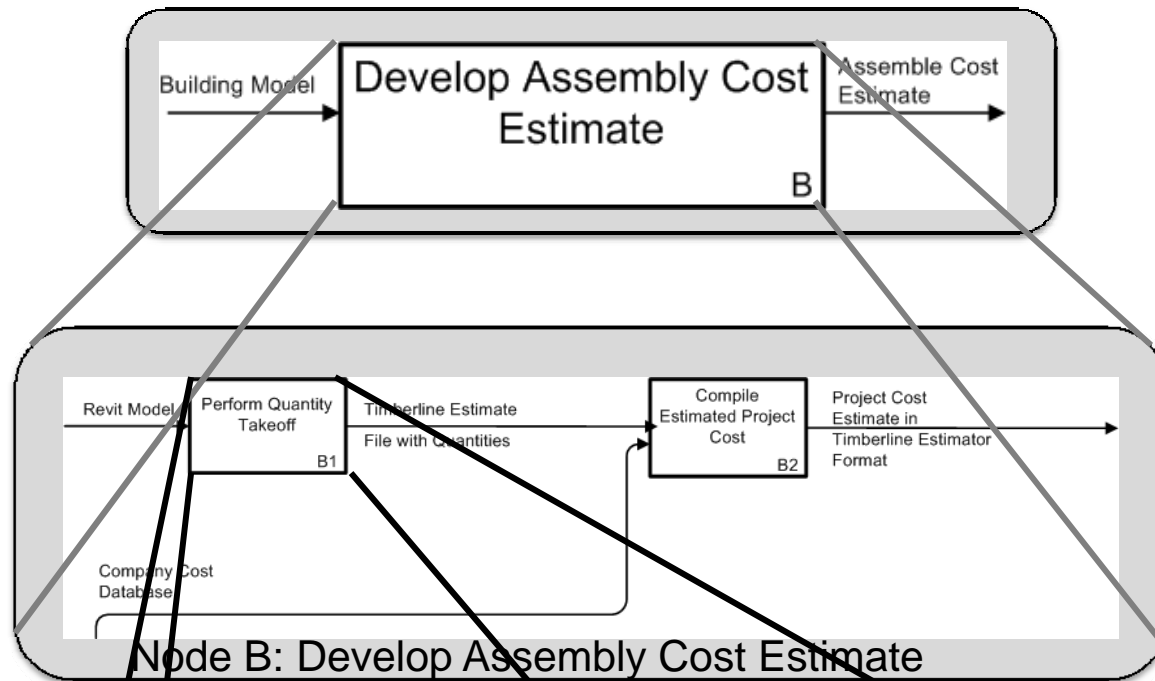 Building Model
Develop Assembly Cost
Estimate
B
Assemble Cost
Estimate
Revit Model
Perform Quantity
Takeoff
B1
Timberline Estimate
File with Quantities
Compile
Estimated Project
Cost
B2
Project Cost
Estimate in
Timberline Estimator
Format
Company Cost
Database
Node B: Develop Assembly Cost Estimate